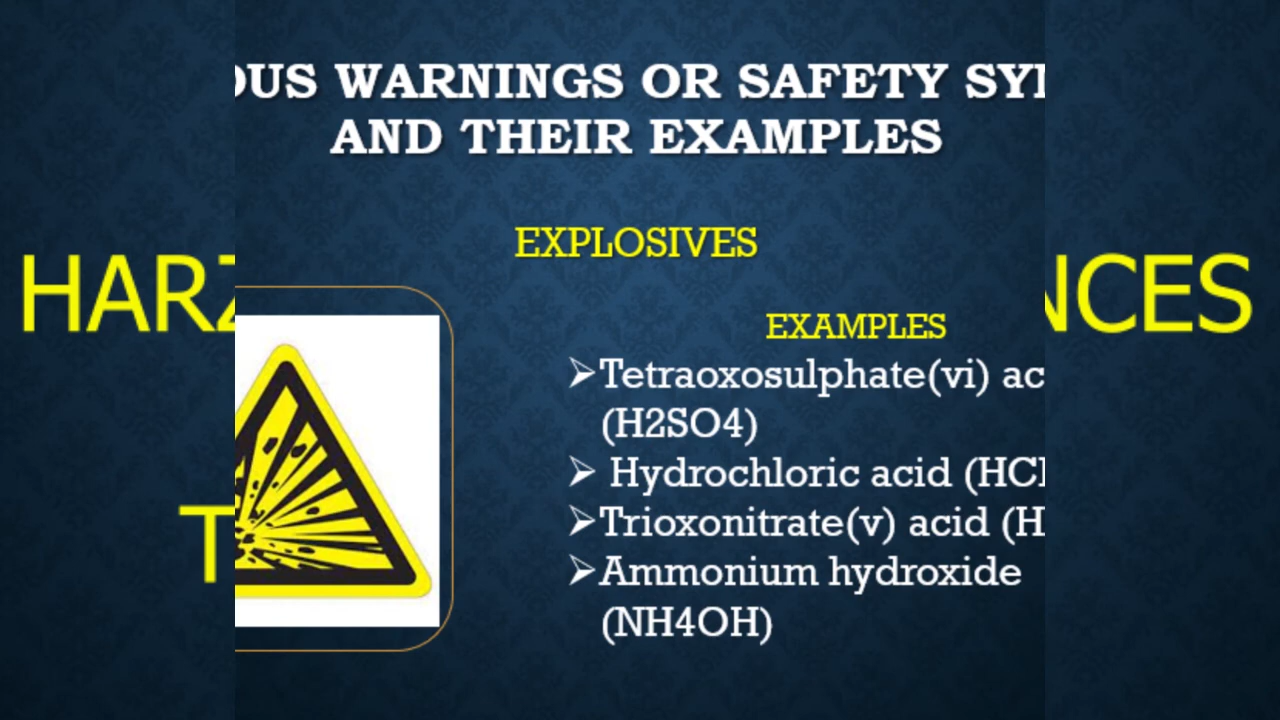 OUS WARNINGS OR SAFETY SY
AND THEIR EXAMPLES
EXPLOSIVES
HARZ
NCES
EXAMPLES
➢Tetraoxosulphate(vi) ac
(H2SO4)
➢ Hydrochloric acid (HCl
➢Trioxonitrate(v) acid (H
T
➢Ammonium hydroxide
(NH4OH)